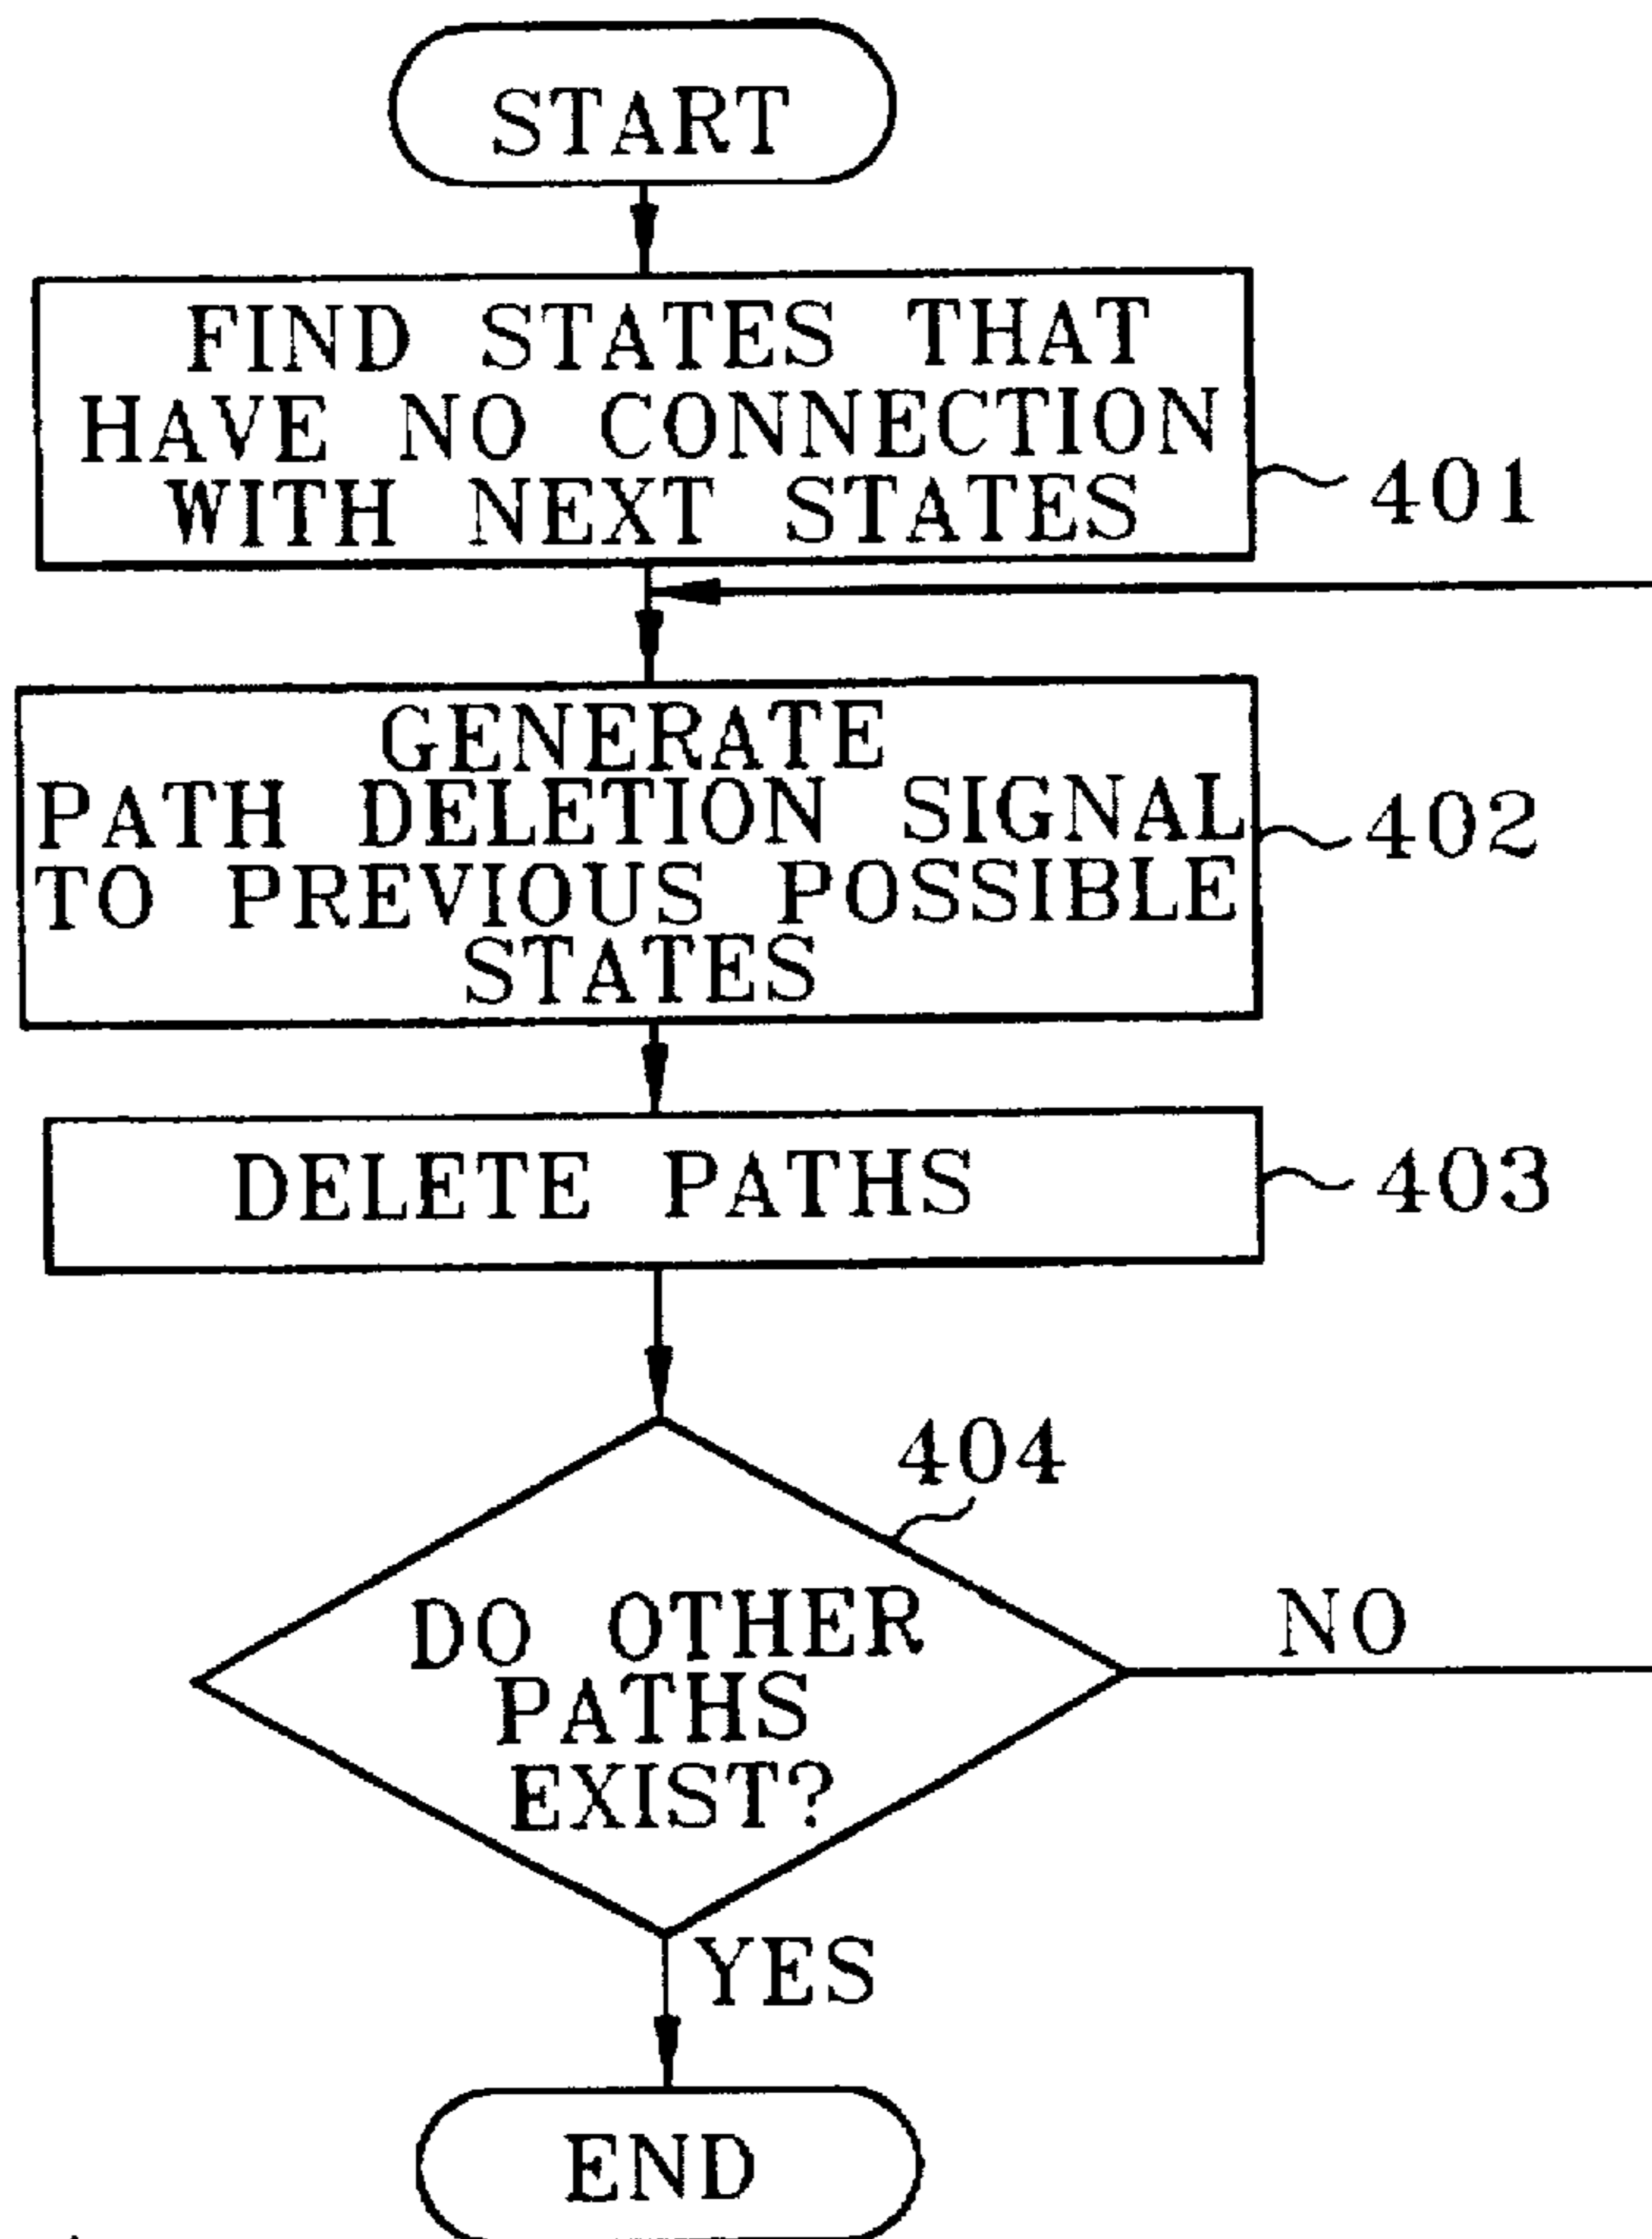 START
FIND STATES THAT
HAVE NO CONNECTION
WITH NEXT STATES
401
GENERATE
PATH DELETION SIGNAL
TO PREVIOUS POSSIBLE
STATES
402
DELETE PATHS
403
404
DO OTHER
PATHS
EXIST?
NO
YES
END